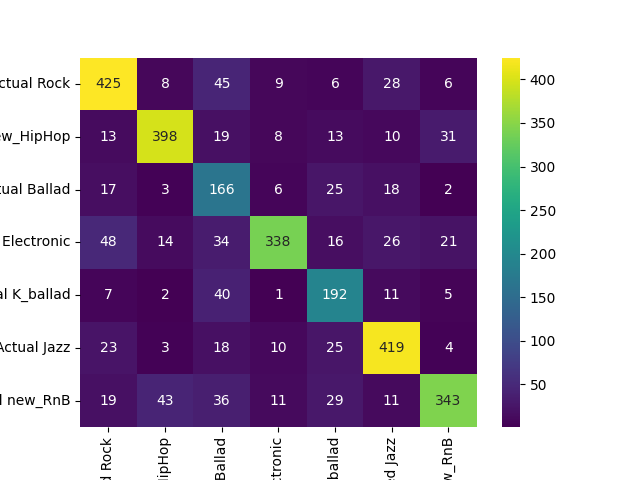 ctual Rock 425 8 45 9 6 28 6
ew_HipHop 13 398 19 8 13 10 31
tual Ballad 17 3 166 6 25 18 2
Electronic 48 14 34 338 16 26 21
al K_ballad 7 2 40 1 192 11 5
Actual Jazz 23 3 18 10 25 419 4
l new_RnB 19 43 36 11 29 11 343
d Rock
HipHop
Ballad
ctronic
ballad
ed Jazz
w_RnB
400
350
300
250
200
150
100
50